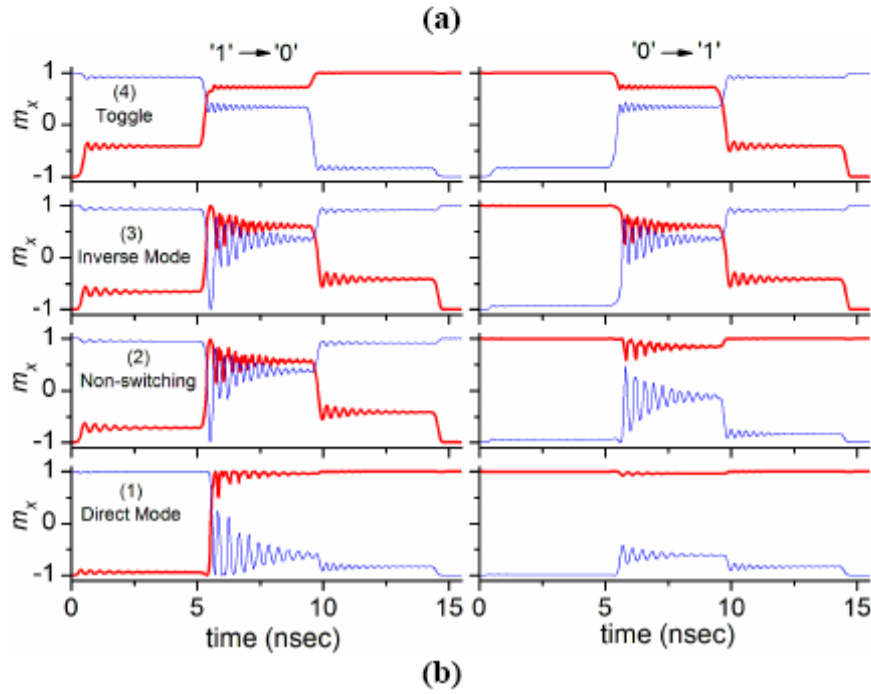 (a)
'1' → '0'
'0' → '1'
1
0
-1
m_x
(4)
Toggle
1
0
-1
m_x
(3)
Inverse Mode
1
0
-1
m_x
(2)
Non-switching
1
0
-1
m_x
(1)
Direct Mode
0 5 10 15
0 5 10 15
time (nsec)
time (nsec)
(b)